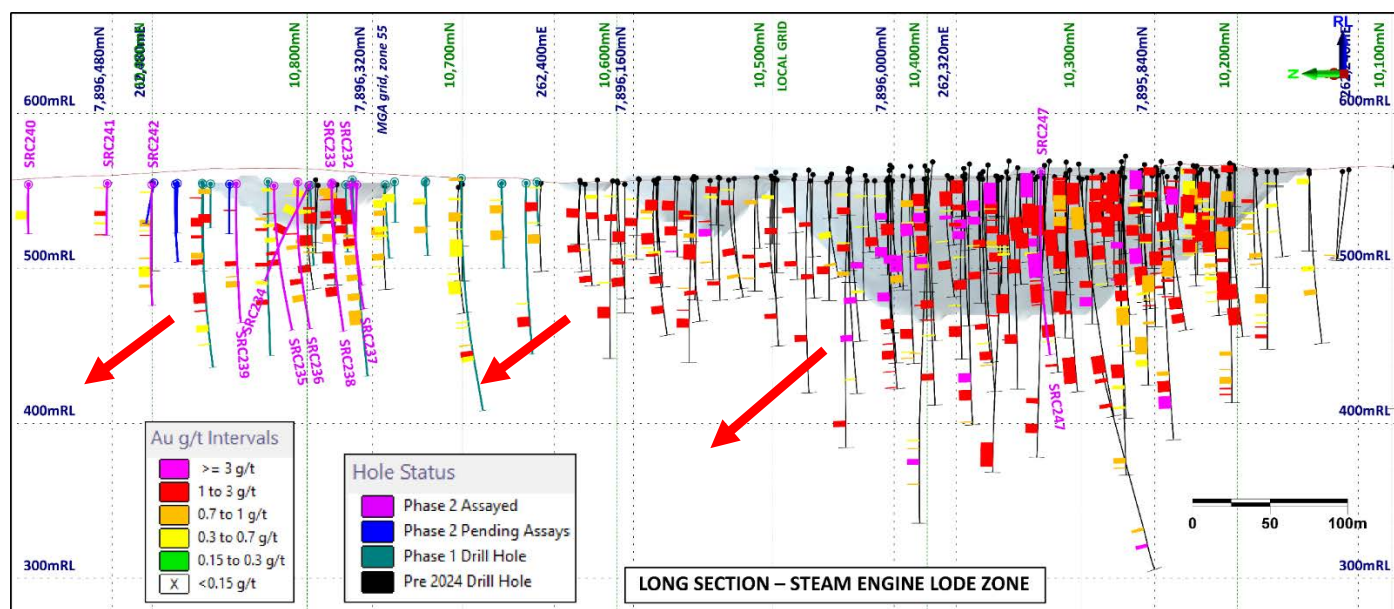 7,896,480mN
262,480mE
10,800mN
7,896,320mN
MGA grid, zone 55
10,700mN
262,400mE
10,600mN
7,896,160mN
10,500mN
LOCAL GRID
7,896,000mN
10,400mN
262,320mE
10,300mN
7,895,840mN
10,200mN
10,100mN
RL
N
600mRL
600mRL
SRC240
SRC241
SRC242
SRC233
SRC232
SRC247
500mRL
500mRL
SRC234
SRC239
SRC235
SRC236
SRC238
SRC237
SRC247
400mRL
400mRL
Au g/t Intervals
>= 3 g/t
1 to 3 g/t
0.7 to 1 g/t
0.3 to 0.7 g/t
0.15 to 0.3 g/t
X <0.15 g/t
Hole Status
Phase 2 Assayed
Phase 2 Pending Assays
Phase 1 Drill Hole
Pre 2024 Drill Hole
0 50 100m
300mRL
300mRL
LONG SECTION – STEAM ENGINE LODE ZONE